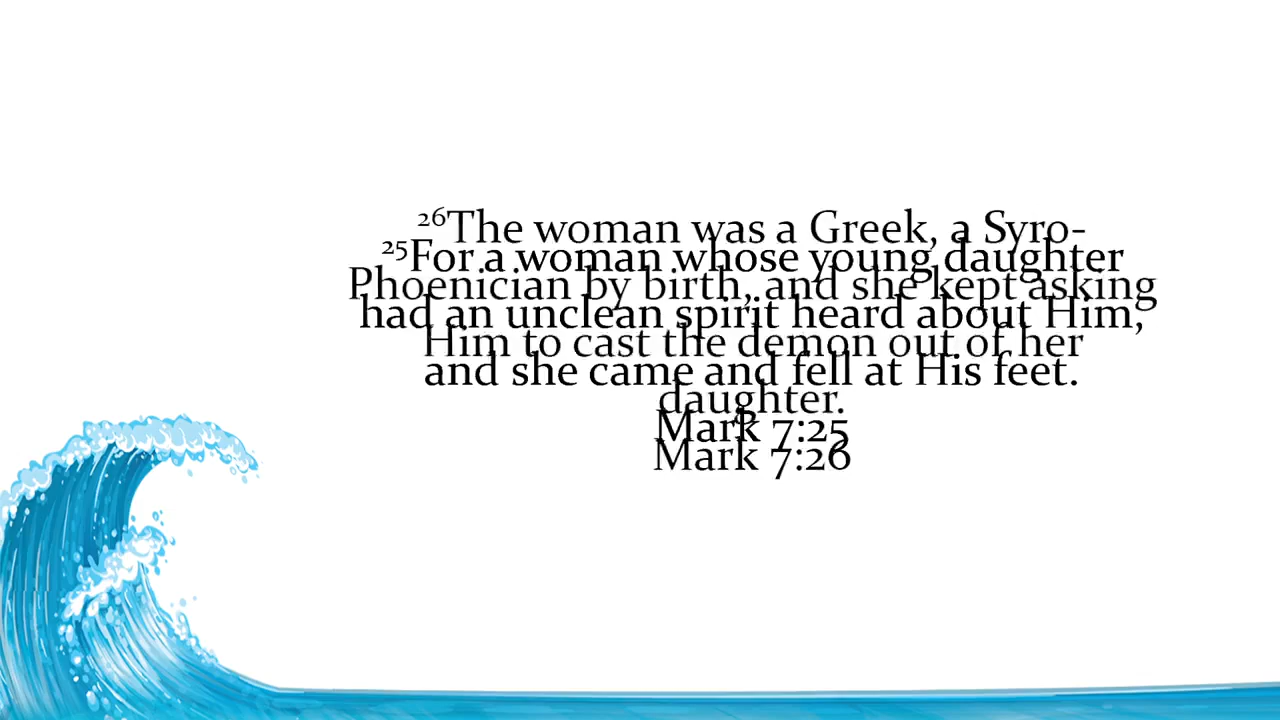 ²⁶The woman was a Greek, a Syro-
²⁵For a woman whose young daughter
Phoenician by birth, and she kept asking
had an unclean spirit heard about Him,
Him to cast the demon out of her
and she came and fell at His feet.
daughter.
Mark 7:25
Mark 7:26